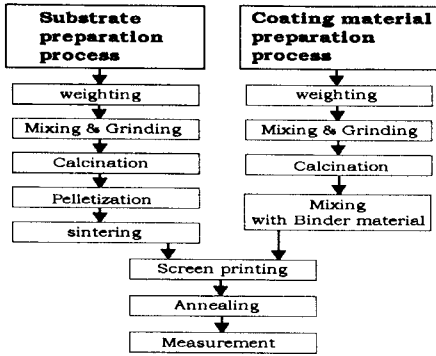 Substrate
preparation
process
weighting
Mixing & Grinding
Calcination
Pelletization
sintering
Coating material
preparation
process
weighting
Mixing & Grinding
Calcination
Mixing
with Binder material
Screen printing
Annealing
Measurement